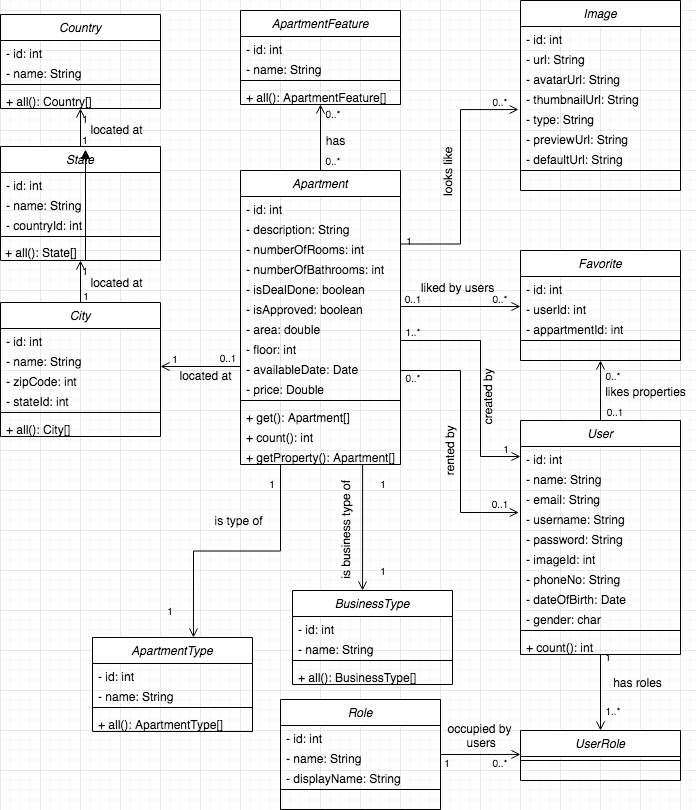 Country
- id: int
- name: String
+ all(): Country[]
1
located at
1
State
- id: int
- name: String
- countryId: int
+ all(): State[]
1
located at
1
City
- id: int
- name: String
- zipCode: int
- stateId: int
+ all(): City[]
ApartmentFeature
- id: int
- name: String
+ all(): ApartmentFeature[]
0..*
has
0..*
Apartment
- id: int
- description: String
- numberOfRooms: int
- numberOfBathrooms: int
- isDealDone: boolean
- isApproved: boolean
- area: double
- floor: int
- availableDate: Date
- price: Double
+ get(): Apartment[]
+ count(): int
+ getProperty(): Apartment[]
1
0..1
located at
1
looks like
0..*
Image
- id: int
- url: String
- avatarUrl: String
- thumbnailUrl: String
- type: String
- previewUrl: String
- defaultUrl: String
liked by users
0..1
0..*
Favorite
- id: int
- userId: int
- appartmentId: int
1..*
created by
1
0..*
rented by
0..1
0..*
likes properties
0..1
User
- id: int
- name: String
- email: String
- username: String
- password: String
- imageId: int
- phoneNo: String
- dateOfBirth: Date
- gender: char
+ count(): int
1
has roles
1..*
UserRole
1
is type of
1
ApartmentType
- id: int
- name: String
+ all(): ApartmentType[]
1
is business type of
1
BusinessType
- id: int
- name: String
+ all(): BusinessType[]
Role
- id: int
- name: String
- displayName: String
occupied by
users
1
0..*